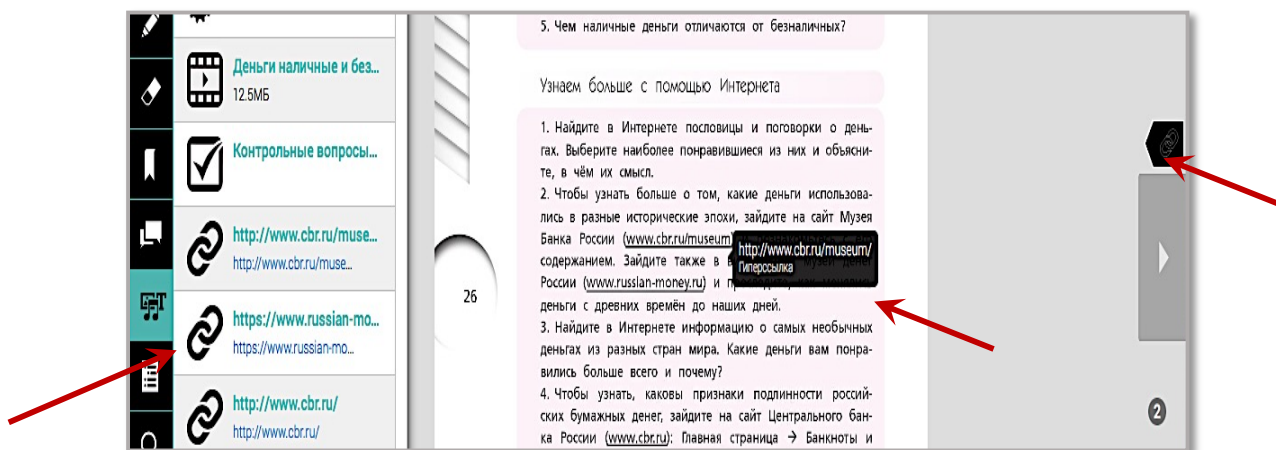 Деньги наличные и без...
12.5МБ
Контрольные вопросы...
http://www.cbr.ru/muse...
http://www.cbr.ru/muse...
https://www.russian-mo...
https://www.russian-mo...
http://www.cbr.ru/
http://www.cbr.ru/
26
5. Чем наличные деньги отличаются от безналичных?
Узнаем больше с помощью Интернета
1. Найдите в Интернете пословицы и поговорки о день-
гах. Выберите наиболее понравившиеся из них и объясни-
те, в чём их смысл.
2. Чтобы узнать больше о том, какие деньги использова-
лись в разные исторические эпохи, зайдите на сайт Музея
Банка России (www.cbr.ru/museum)
содержанием. Зайдите также в
России (www.russian-money.ru) и
деньги с древних времён до наших дней.
http://www.cbr.ru/museum/
Гиперссылка
3. Найдите в Интернете информацию о самых необычных
деньгах из разных стран мира. Какие деньги вам понра-
вились больше всего и почему?
4. Чтобы узнать, каковы признаки подлинности россий-
ских бумажных денег, зайдите на сайт Центрального бан-
ка России (www.cbr.ru): Главная страница → Банкноты и
2